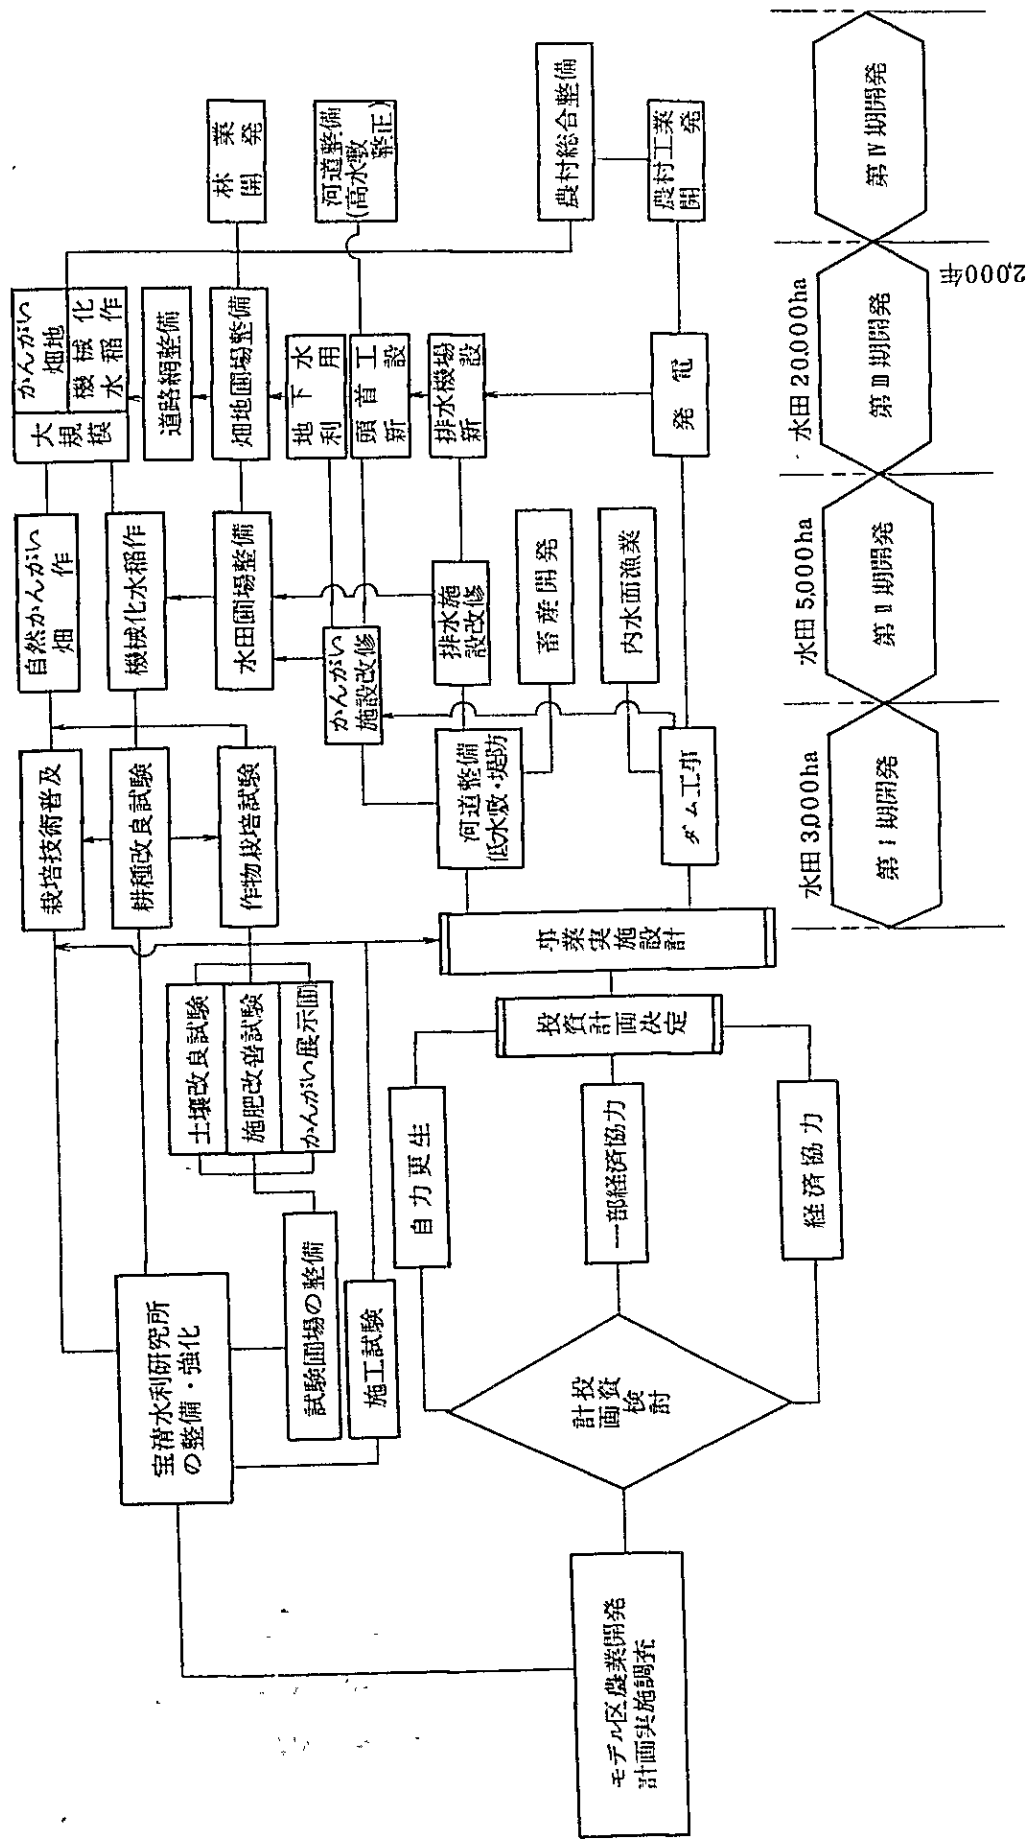 モデル区農業開発
計画実施調査
宝清水利研究所
の整備・強化
試験圃場の整備
施工試験
計投
画資
検
討
自力更生
一部経済協力
経済協力
土壌改良試験
施肥改善試験
かんがい展示圃
投資計画決定
事業実施設計
栽培技術普及
耕種改良試験
作物栽培試験
河道整備
低水敷・堤防
ダム工事
自然かんがい
畑作
機械化水稲作
水田圃場整備
かんがい
施設改修
排水施
設改修
畜産開発
内水面漁業
大規模
かんがい
畑地
機械化
水稲作
道路網整備
畑地圃場整備
地下水
利用
頭首工
新設
排水機場
新設
発電
林業
開発
河道整備
(高水敷
整正)
農村総合整備
農村工業
開発
水田 3,000ha
水田 5,000ha
水田 20,000ha
第 I 期開発
第 II 期開発
第 III 期開発
第 IV 期開発
2,000年